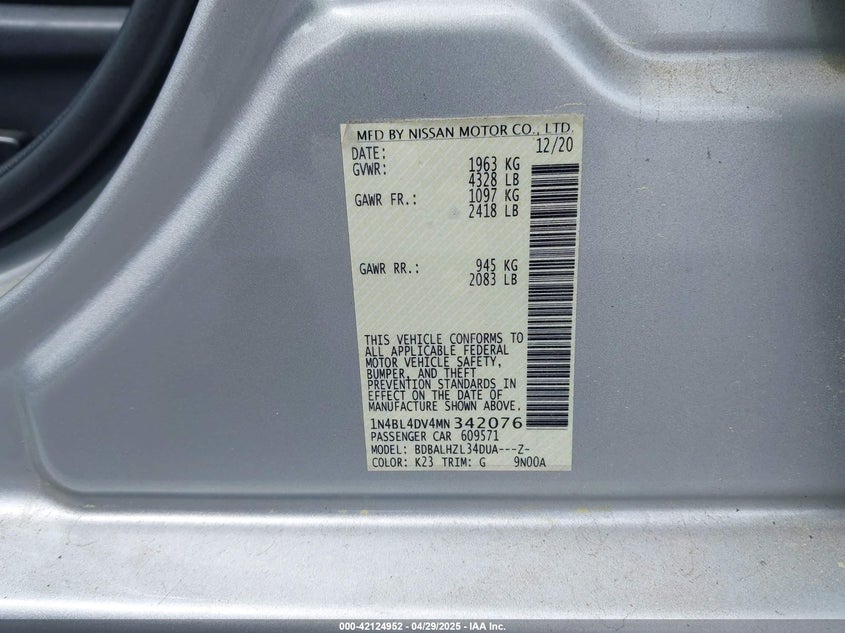 MFD BY NISSAN MOTOR CO., LTD.
DATE: 12/20
GVWR: 1963 KG
4328 LB
GAWR FR.: 1097 KG
2418 LB
GAWR RR.: 945 KG
2083 LB
THIS VEHICLE CONFORMS TO
ALL APPLICABLE FEDERAL
MOTOR VEHICLE SAFETY,
BUMPER, AND THEFT
PREVENTION STANDARDS IN
EFFECT ON THE DATE OF
MANUFACTURE SHOWN ABOVE.
1N4BL4DV4MN 342076
PASSENGER CAR 609571
MODEL: BDBALHZL34DUA---Z-
COLOR: K23 TRIM: G 9N00A
000-42124952 - 04/29/2025 - IAA Inc.